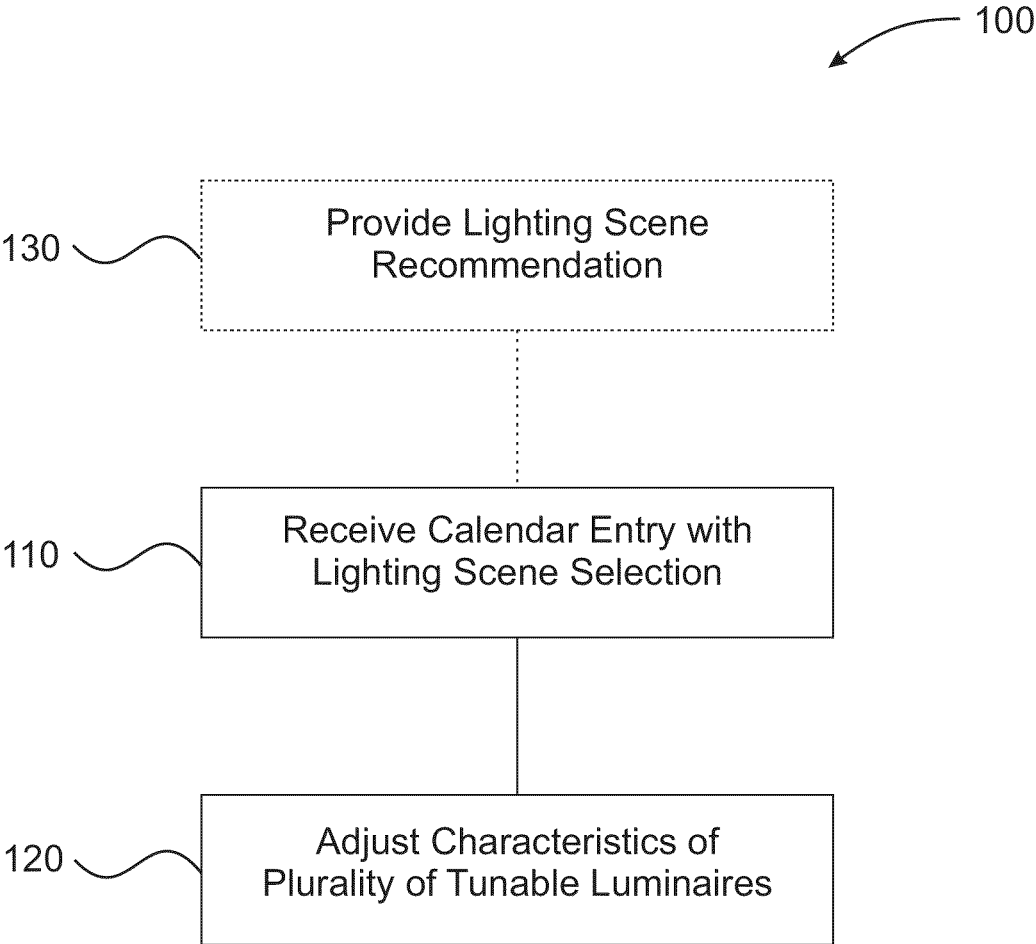 100
130
Provide Lighting Scene
Recommendation
110
Receive Calendar Entry with
Lighting Scene Selection
120
Adjust Characteristics of
Plurality of Tunable Luminaires